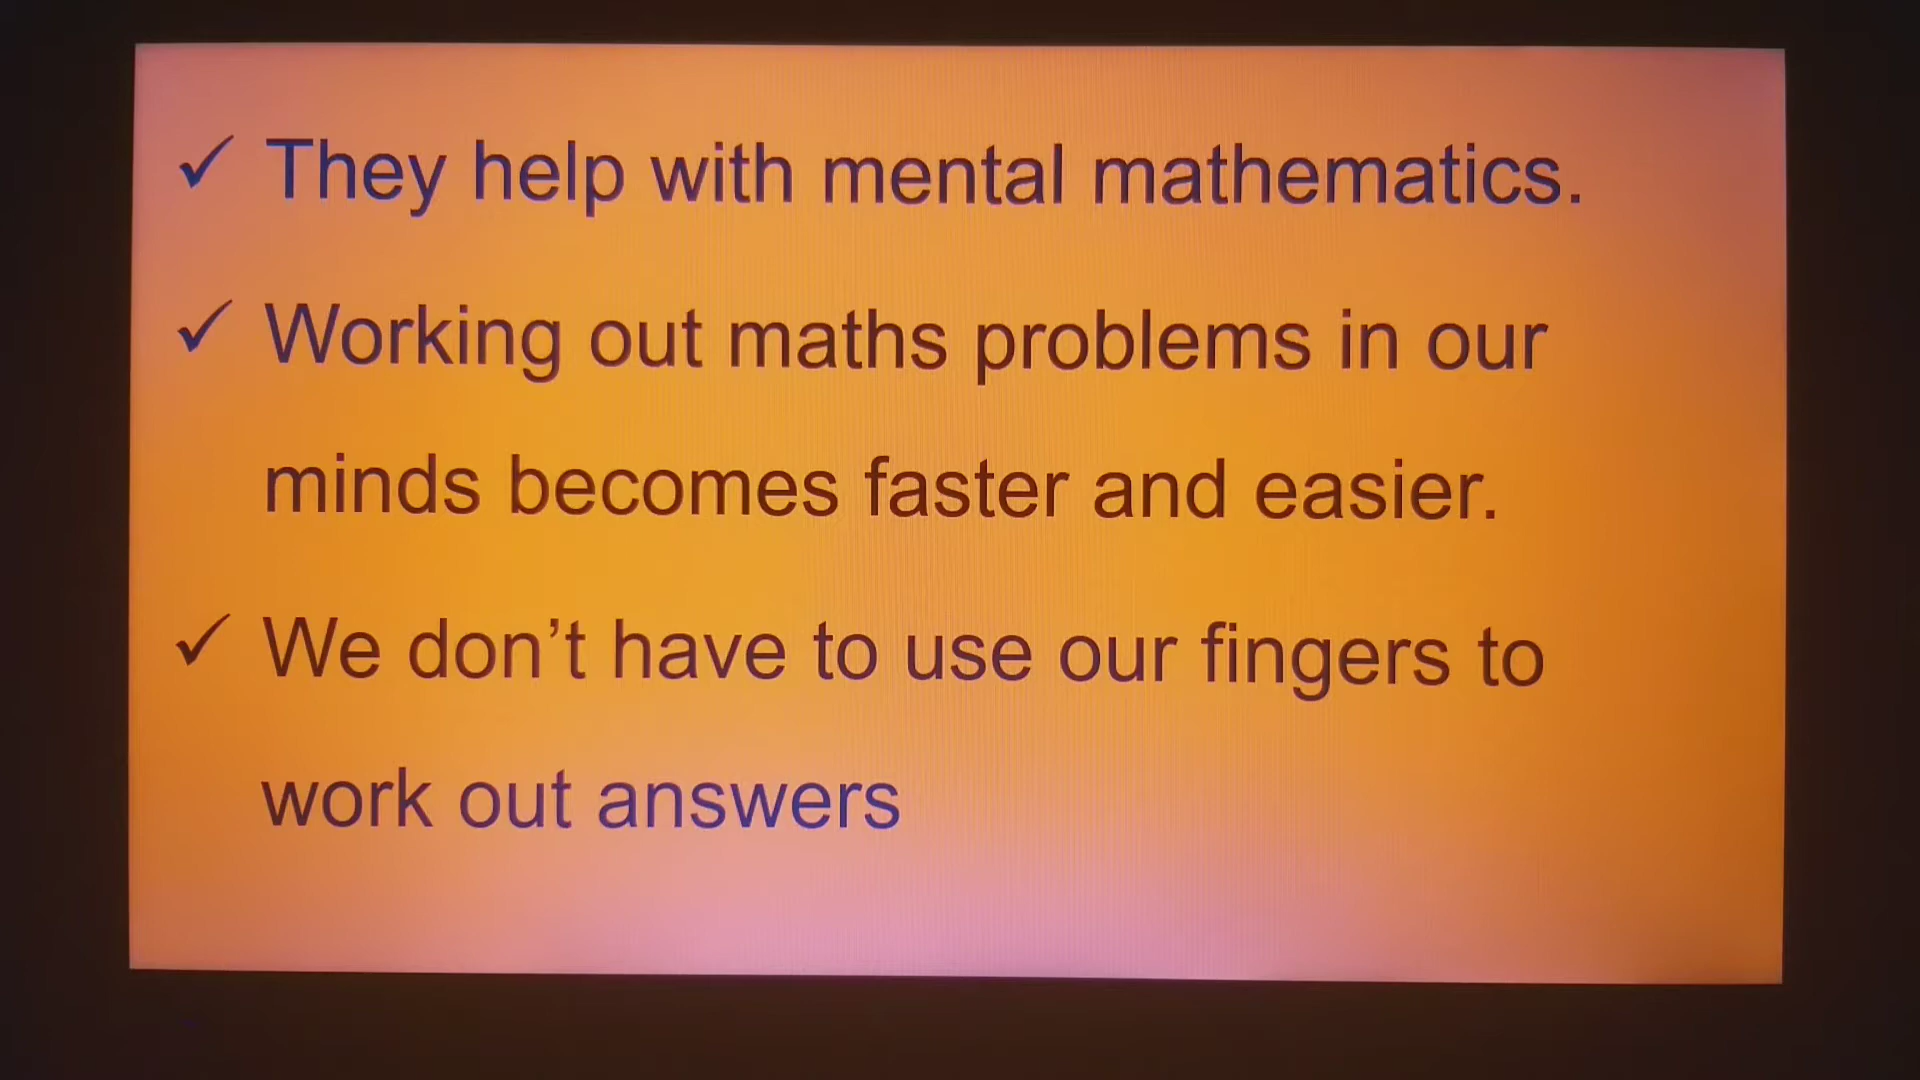 ✓ They help with mental mathematics.
✓ Working out maths problems in our
minds becomes faster and easier.
✓ We don’t have to use our fingers to
work out answers